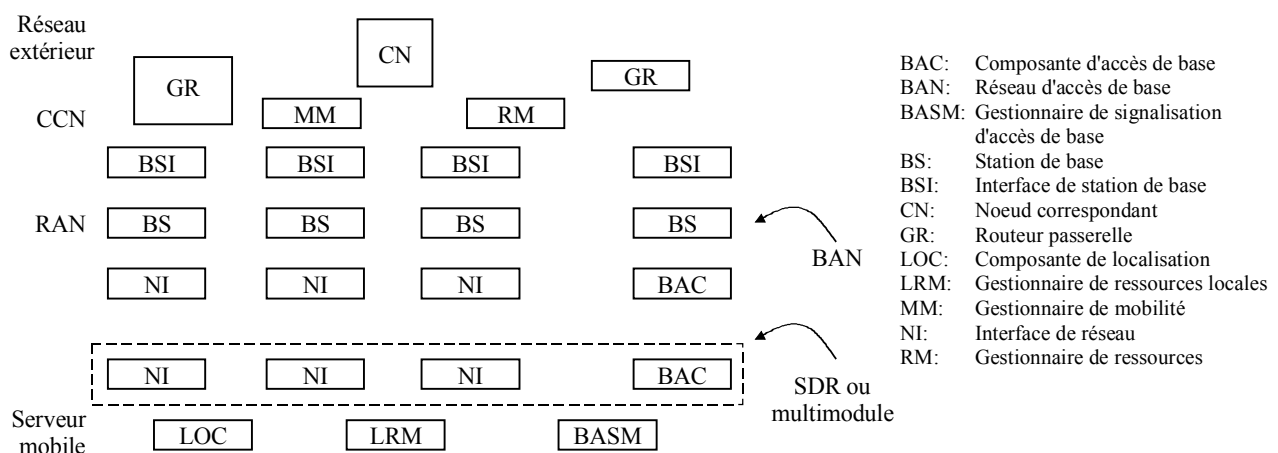 Réseau
extérieur
CN
GR
GR
CCN
MM
RM
BSI
BSI
BSI
BSI
RAN
BS
BS
BS
BS
BAN
NI
NI
NI
BAC
NI
NI
NI
BAC
SDR ou
multimodule
Serveur
mobile
LOC
LRM
BASM
BAC: Composante d'accès de base
BAN: Réseau d'accès de base
BASM: Gestionnaire de signalisation
d'accès de base
BS: Station de base
BSI: Interface de station de base
CN: Noeud correspondant
GR: Routeur passerelle
LOC: Composante de localisation
LRM: Gestionnaire de ressources locales
MM: Gestionnaire de mobilité
NI: Interface de réseau
RM: Gestionnaire de ressources